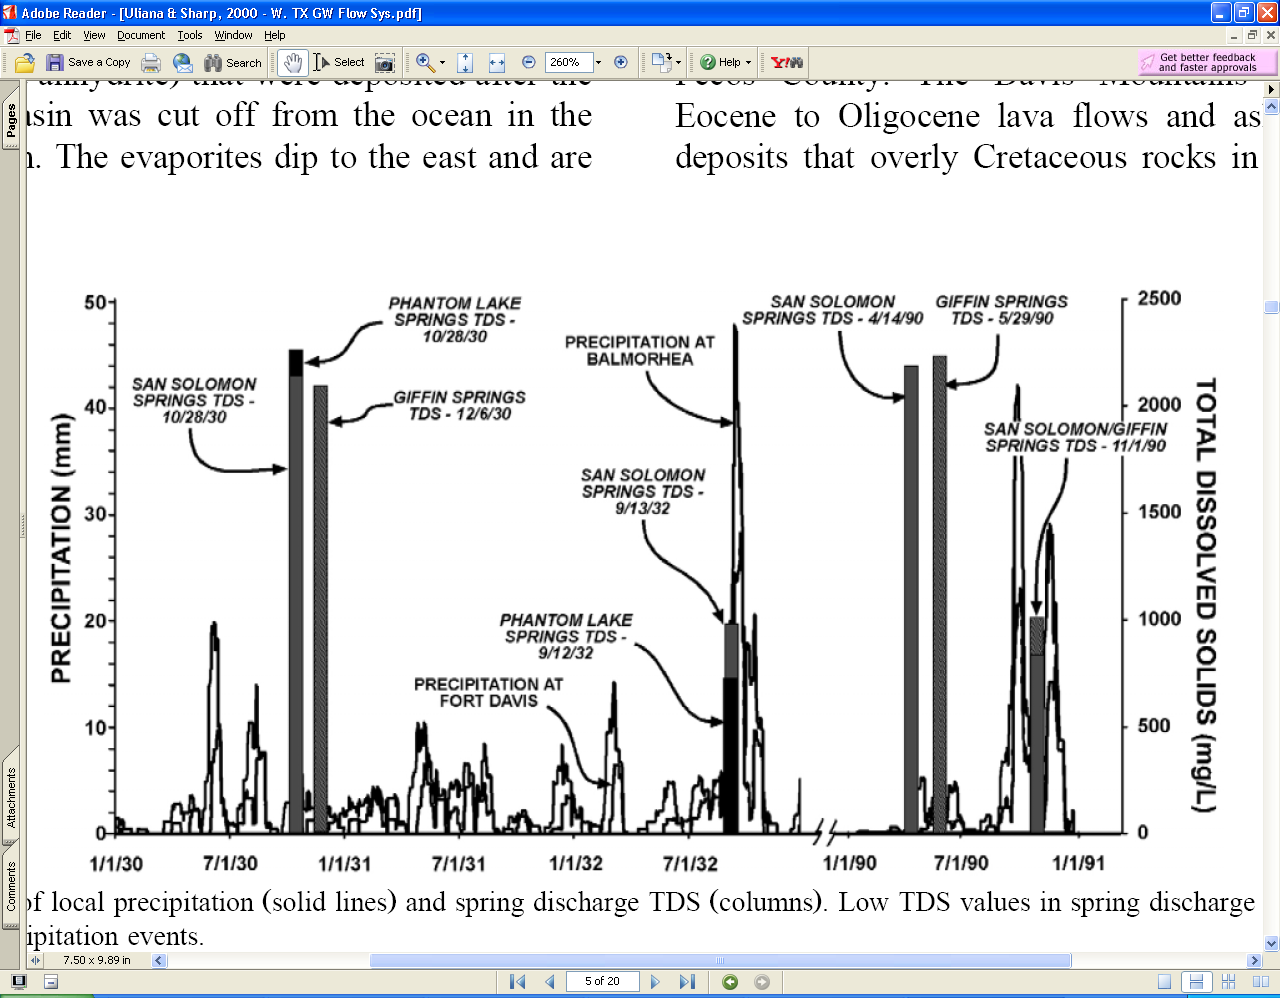 Adobe Reader - [Uliana & Sharp, 2000 - W. TX GW Flow Sys.pdf]
File Edit View Document Tools Window Help
Save a Copy Search Select 260% Help Y!
Get better feedback
and faster approvals
Pages
Attachments
Comments
sin was cut off from the ocean in the
The evaporites dip to the east and are
Eocene to Oligocene lava flows and as
deposits that overly Cretaceous rocks in
PRECIPITATION (mm)
50
40
30
20
10
0
PHANTOM LAKE
SPRINGS TDS -
10/28/30
SAN SOLOMON
SPRINGS TDS -
10/28/30
GIFFIN SPRINGS
TDS - 12/6/30
PRECIPITATION AT
BALMORHEA
SAN SOLOMON
SPRINGS TDS -
9/13/32
PHANTOM LAKE
SPRINGS TDS -
9/12/32
PRECIPITATION AT
FORT DAVIS
SAN SOLOMON
SPRINGS TDS - 4/14/90
GIFFIN SPRINGS
TDS - 5/29/90
SAN SOLOMON/GIFFIN
SPRINGS TDS - 11/1/90
2500
2000
1500
1000
500
0
TOTAL DISSOLVED SOLIDS (mg/L)
1/1/30 7/1/30 1/1/31 7/1/31 1/1/32 7/1/32 1/1/90 7/1/90 1/1/91
of local precipitation (solid lines) and spring discharge TDS (columns). Low TDS values in spring discharge
ipitation events.
7.50 x 9.89 in
5 of 20